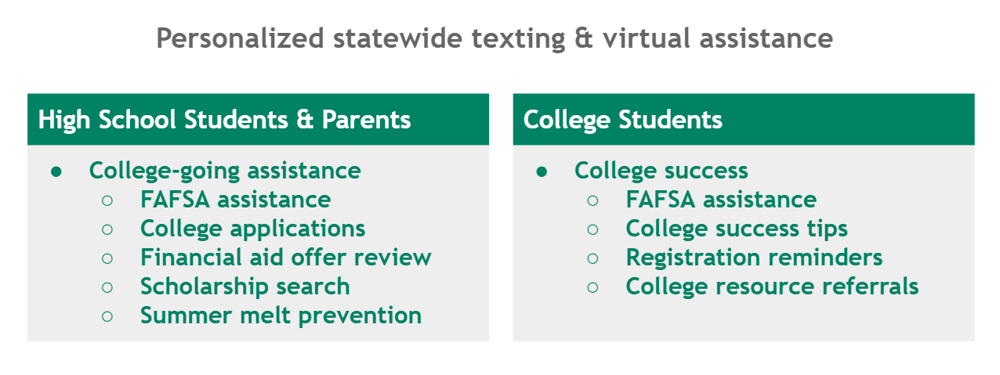 Personalized statewide texting & virtual assistance
High School Students & Parents
● College-going assistance
○ FAFSA assistance
○ College applications
○ Financial aid offer review
○ Scholarship search
○ Summer melt prevention
College Students
● College success
○ FAFSA assistance
○ College success tips
○ Registration reminders
○ College resource referrals